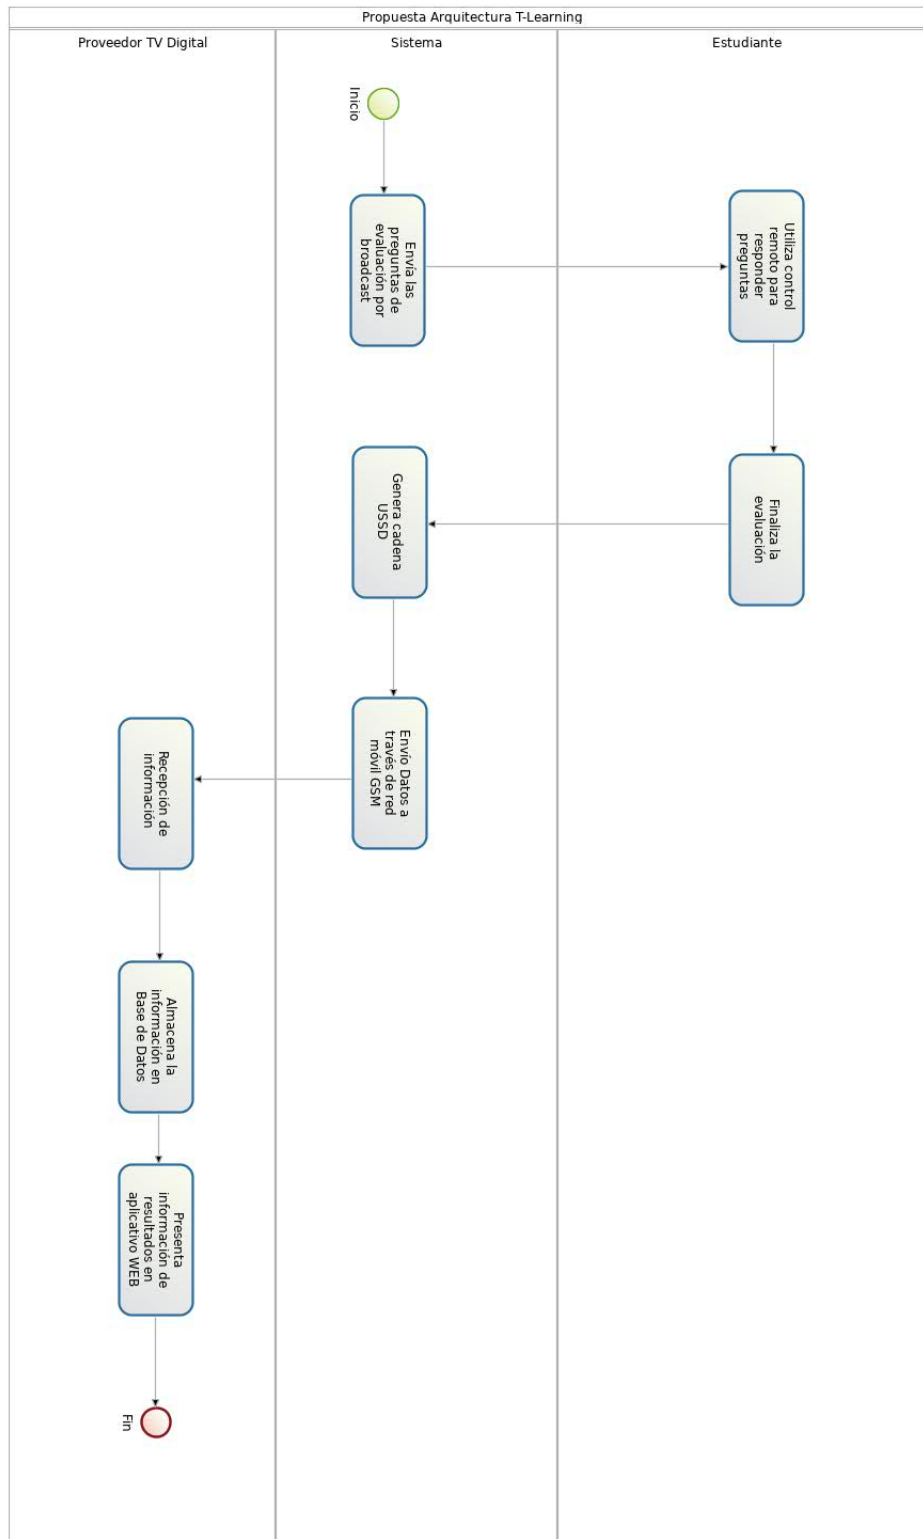 Propuesta Arquitectura T-Learning
Proveedor TV Digital
Sistema
Estudiante
Inicio
Envía las
preguntas de
evaluación por
broadcast
Utiliza control
remoto para
responder
preguntas
Finaliza la
evaluación
Genera cadena
USSD
Envío Datos a
través de red
móvil GSM
Recepción de
información
Almacena la
información en
Base de Datos
Presenta
información de
resultados en
aplicativo WEB
Fin